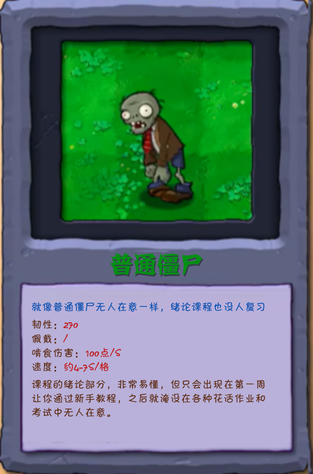 普通僵尸
就像普通僵尸无人在意一样，绪论课程也没人复习
韧性：270
佩戴：/
啃食伤害：100点/S
速度：约4-7S/格
课程的绪论部分，非常易懂，但只会出现在第一周
让你通过新手教程，之后就淹没在各种花活作业和
考试中无人在意。